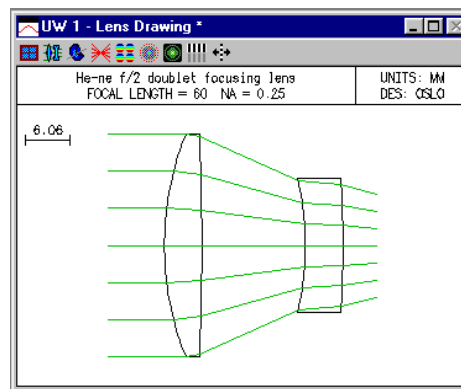 UW 1 - Lens Drawing *
He-ne f/2 doublet focusing lens
FOCAL LENGTH = 60 NA = 0.25
UNITS: MM
DES: OSLO
6.06